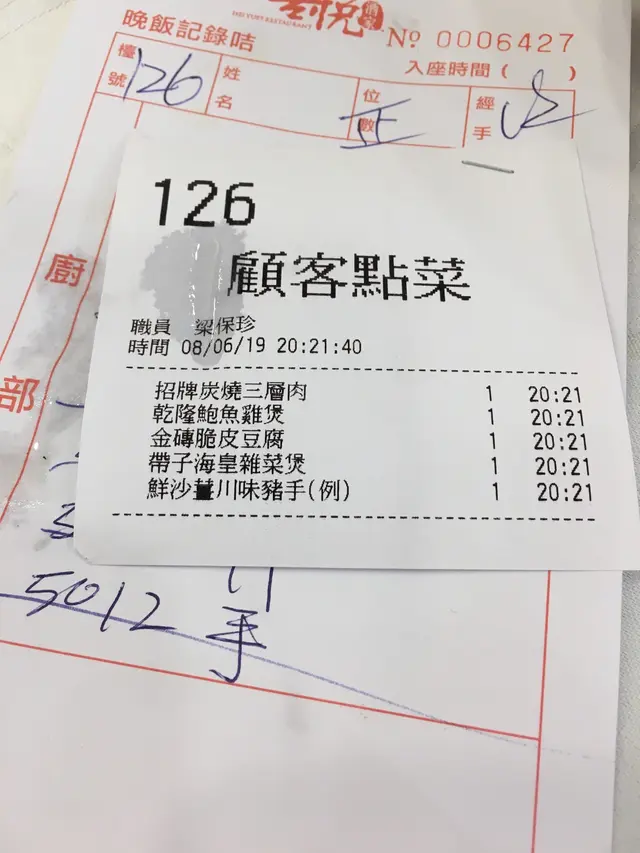 晚飯記錄咭
№ 0006427
入座時間( )
檯號 126 姓名 位數 經手
126
顧客點菜
職員 梁保珍
時間 08/06/19 20:21:40
招牌炭燒三層肉 1 20:21
乾隆鮑魚雞煲 1 20:21
金磚脆皮豆腐 1 20:21
帶子海皇雜菜煲 1 20:21
鮮沙薑川味豬手(例) 1 20:21
廚部
5012 手